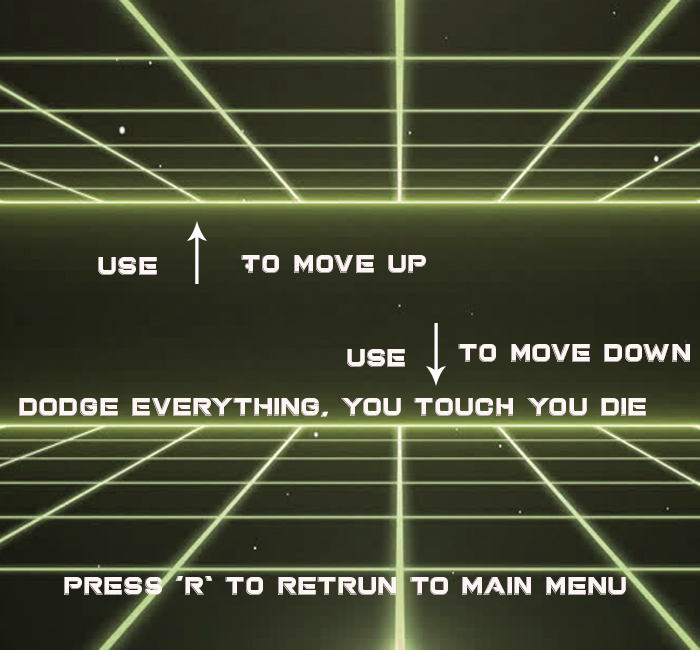 USE ↑ TO MOVE UP
USE ↓ TO MOVE DOWN
DODGE EVERYTHING, YOU TOUCH YOU DIE
PRESS 'R' TO RETRUN TO MAIN MENU